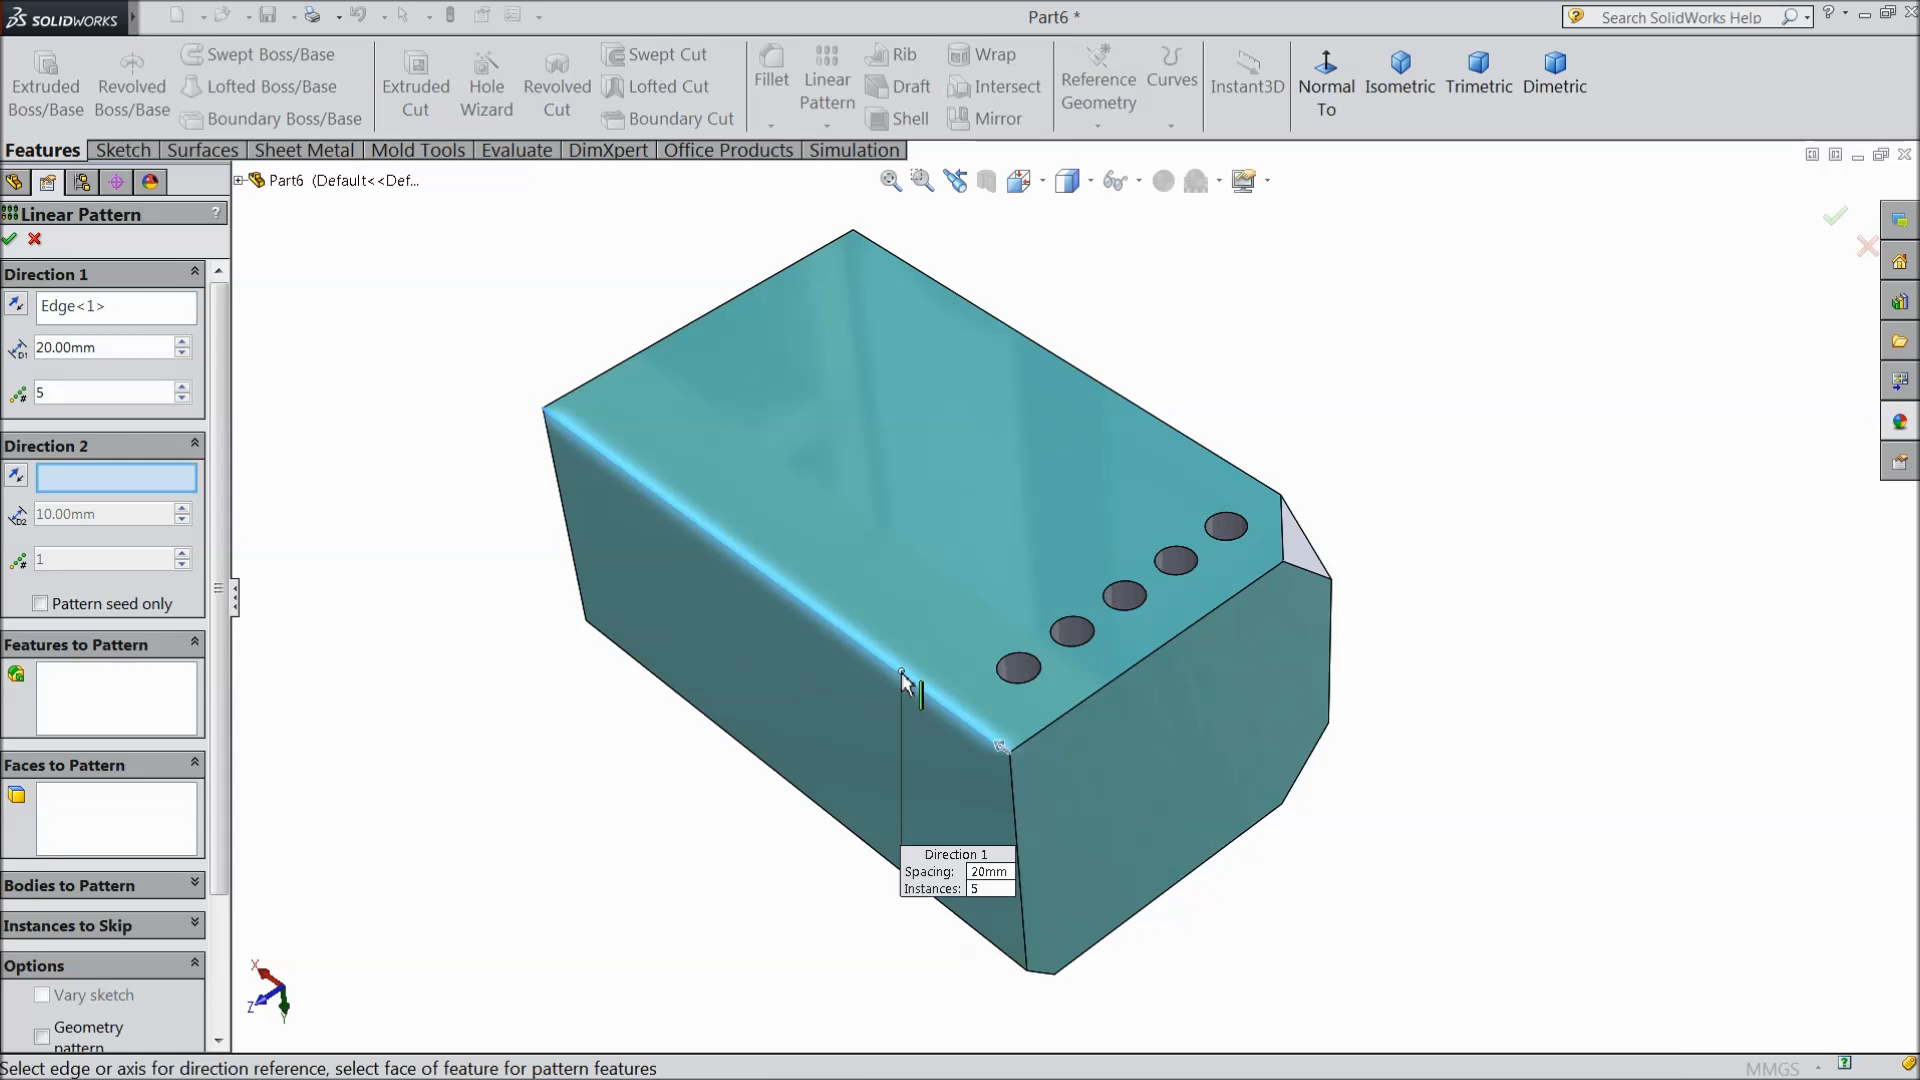 SOLIDWORKS
Part6 *
Search SolidWorks Help
Extruded Boss/Base
Revolved Boss/Base
Swept Boss/Base
Lofted Boss/Base
Boundary Boss/Base
Extruded Cut
Hole Wizard
Revolved Cut
Swept Cut
Lofted Cut
Boundary Cut
Fillet
Linear Pattern
Rib
Draft
Shell
Wrap
Intersect
Mirror
Reference Geometry
Curves
Instant3D
Normal To
Isometric
Trimetric
Dimetric
Features
Sketch
Surfaces
Sheet Metal
Mold Tools
Evaluate
DimXpert
Office Products
Simulation
Part6 (Default<<Def...
Linear Pattern
?
Direction 1
Edge<1>
D1
20.00mm
#
5
Direction 2
D2
10.00mm
#
1
Pattern seed only
Features to Pattern
Faces to Pattern
Bodies to Pattern
Instances to Skip
Options
Vary sketch
Geometry
pattern
Direction 1
Spacing: 20mm
Instances: 5
X
Z
Y
Select edge or axis for direction reference, select face of feature for pattern features
MMGS